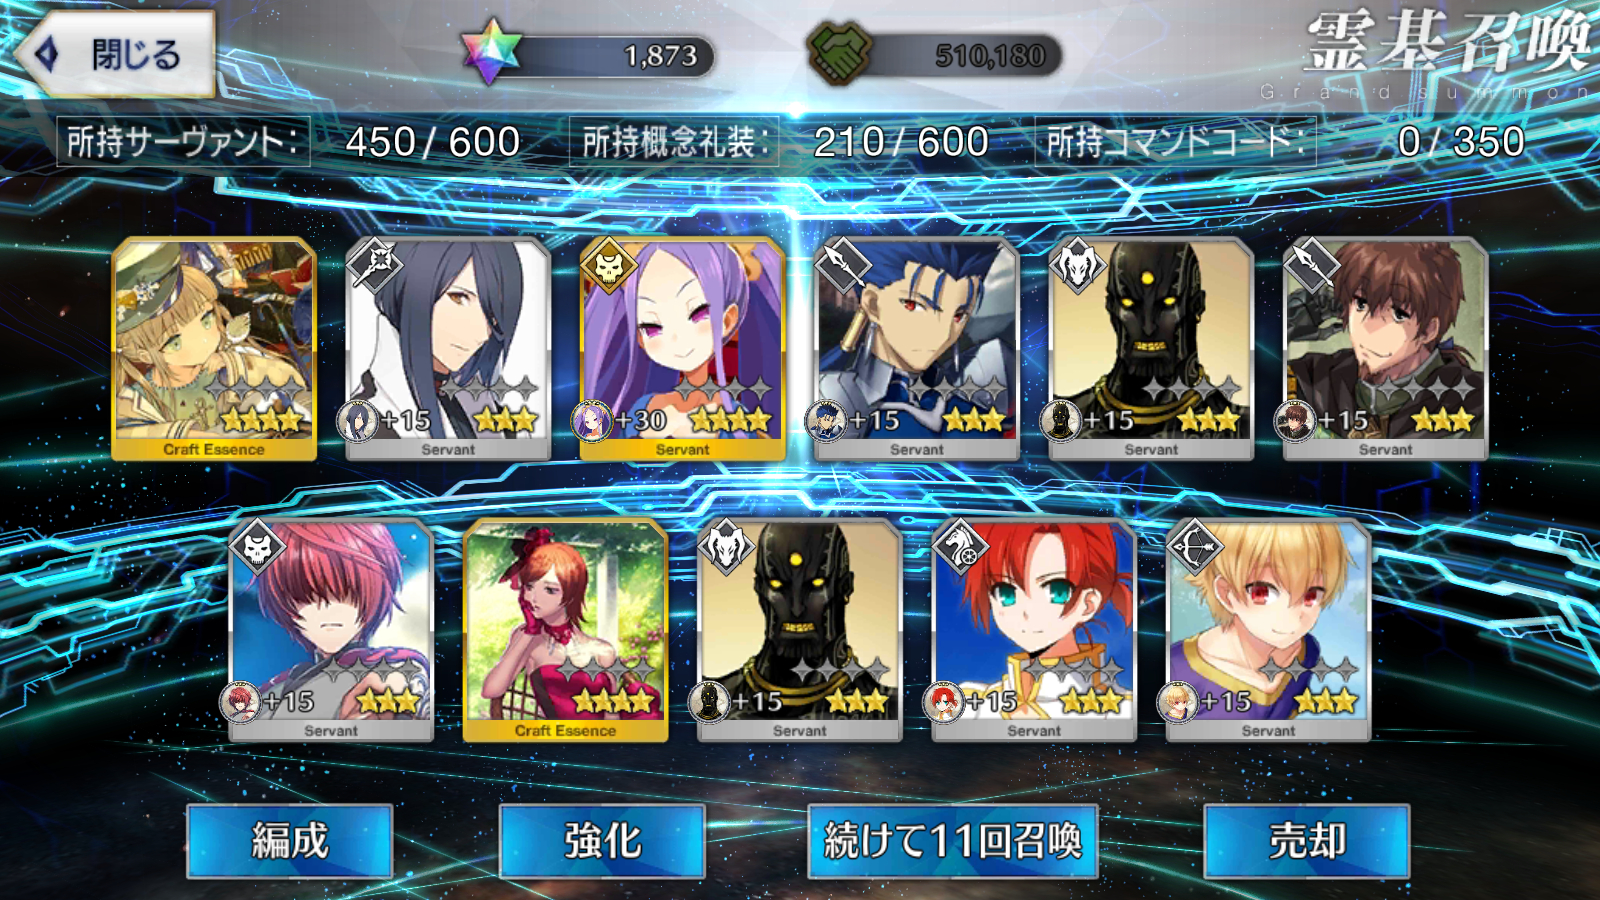 閉じる
1,873
510,180
霊基召喚
Grand summon
所持サーヴァント: 450 / 600
所持概念礼装: 210 / 600
所持コマンドコード: 0 / 350
+15
+30
+15
+15
+15
Craft Essence
Servant
Servant
Servant
Servant
Servant
+15
+15
+15
+15
Servant
Craft Essence
Servant
Servant
Servant
編成
強化
続けて11回召喚
売却